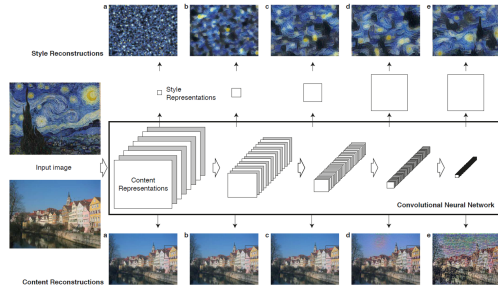 a b c d e
Style Reconstructions
Style
Representations
Input image
Content
Representations
Convolutional Neural Network
a b c d e
Content Reconstructions